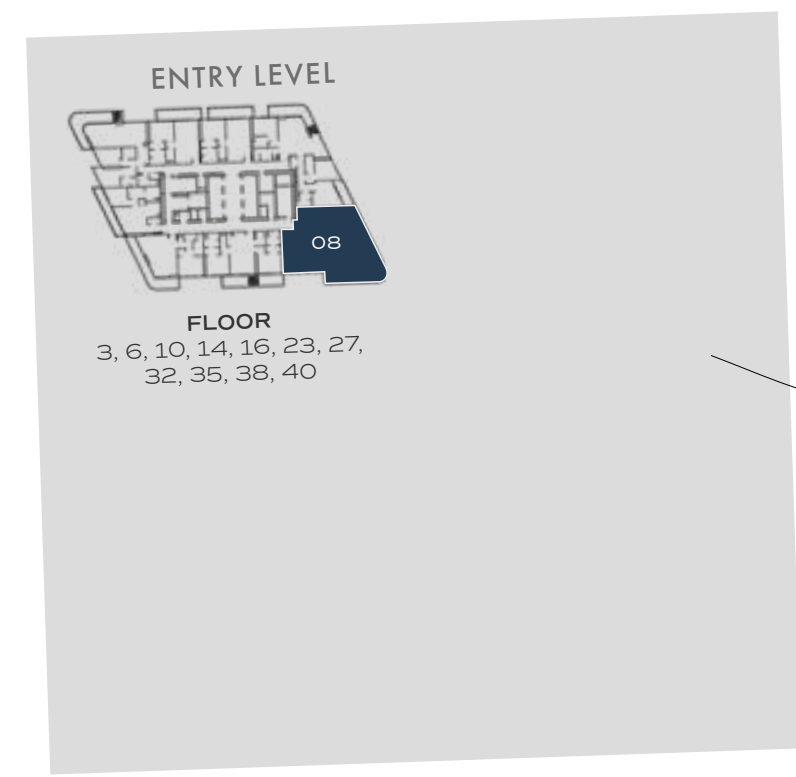 ENTRY LEVEL
08
FLOOR
3, 6, 10, 14, 16, 23, 27,
32, 35, 38, 40